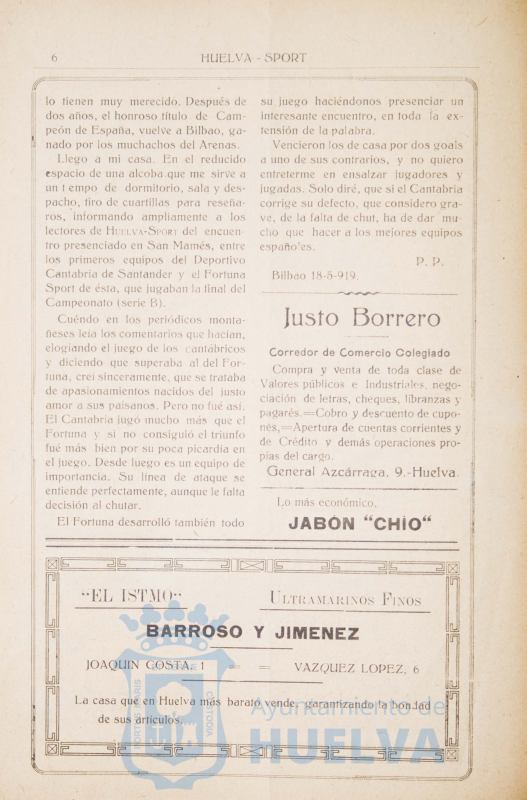 6
HUELVA - SPORT
lo tienen muy merecido. Después de
dos años, el honroso título de Cam-
peón de España, vuelve a Bilbao, ga-
nado por los muchachos del Arenas.
Llego a mi casa. En el reducido
espacio de una alcoba que me sirve a
un t empo de dormitorio, sala y des-
pacho, tiro de cuartillas para reseña-
ros, informando ampliamente a los
lectores de HUELVA-SPORT del encuen-
tro presenciado en San Mamés, entre
los primeros equipos del Deportivo
Cantabria de Santander y el Fortuna
Sport de ésta, que jugaban la final del
Campeonato (serie B).
Cuéndo en los periódicos monta-
ñeses leía los comentarios que hacían,
elogiando el juego de los cantábricos
y diciendo que superaba al del For-
tuna, creí sinceramente, que se trataba
de apasionamientos nacidos del justo
amor a sus paisanos. Pero no fué así.
El Cantabria jugó mucho más que el
Fortuna y si no consiguió el triunfo
fué más bien por su poca picardía en
el juego. Desde luego es un equipo de
importancia. Su línea de ataque se
entiende perfectamente, aunque le falta
decisión al chutar.
El Fortuna desarrolló también todo
su juego haciéndonos presenciar un
interesante encuentro, en toda la ex-
tensión de la palabra.
Vencieron los de casa por dos goals
a uno de sus contrarios, y no quiero
entreterme en ensalzar jugadores y
jugadas. Solo diré, que si el Cantabria
corrige su defecto, que considero gra-
ve, de la falta de chut, ha de dar mu-
cho que hacer a los mejores equipos
españo'es.
P. P.
Bilbao 18-5-919.
Justo Borrero
Corredor de Comercio Colegiado
Compra y venta de toda clase de
Valores públicos e Industriales, nego-
ciación de letras, cheques, libranzas y
pagarés.=Cobro y descuento de cupo-
nes,=Apertura de cuentas corrientes y
de Crédito y demás operaciones pro-
pias del cargo.
General Azcárraga, 9.-Huelva.
Lo más económico,
JABÓN "CHÍO"
"EL ISTMO"
ULTRAMARINOS FINOS
BARROSO Y JIMENEZ
JOAQUIN COSTA, 1 = = VAZQUEZ LOPEZ, 6
La casa que en Huelva más barato vende, garantizando la bondad
de sus artículos.
Ayuntamiento de
HUELVA